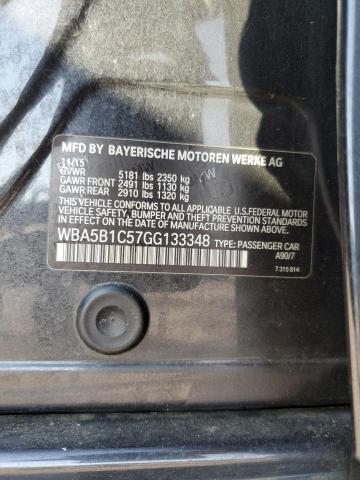 MFD BY BAYERISCHE MOTOREN WERKE AG
11/15
GVWR 5181 lbs 2350 kg
GAWR FRONT 2491 lbs 1130 kg
GAWR REAR 2910 lbs 1320 kg
THIS VEHICLE CONFORMS TO ALL APPLICABLE U.S.FEDERAL MOTOR
VEHICLE SAFETY, BUMPER AND THEFT PREVENTION STANDARDS IN
EFFECT ON THE DATE OF MANUFACTURE SHOWN ABOVE.
WBA5B1C57GG133348 TYPE: PASSENGER CAR
A90/7
7 315 814